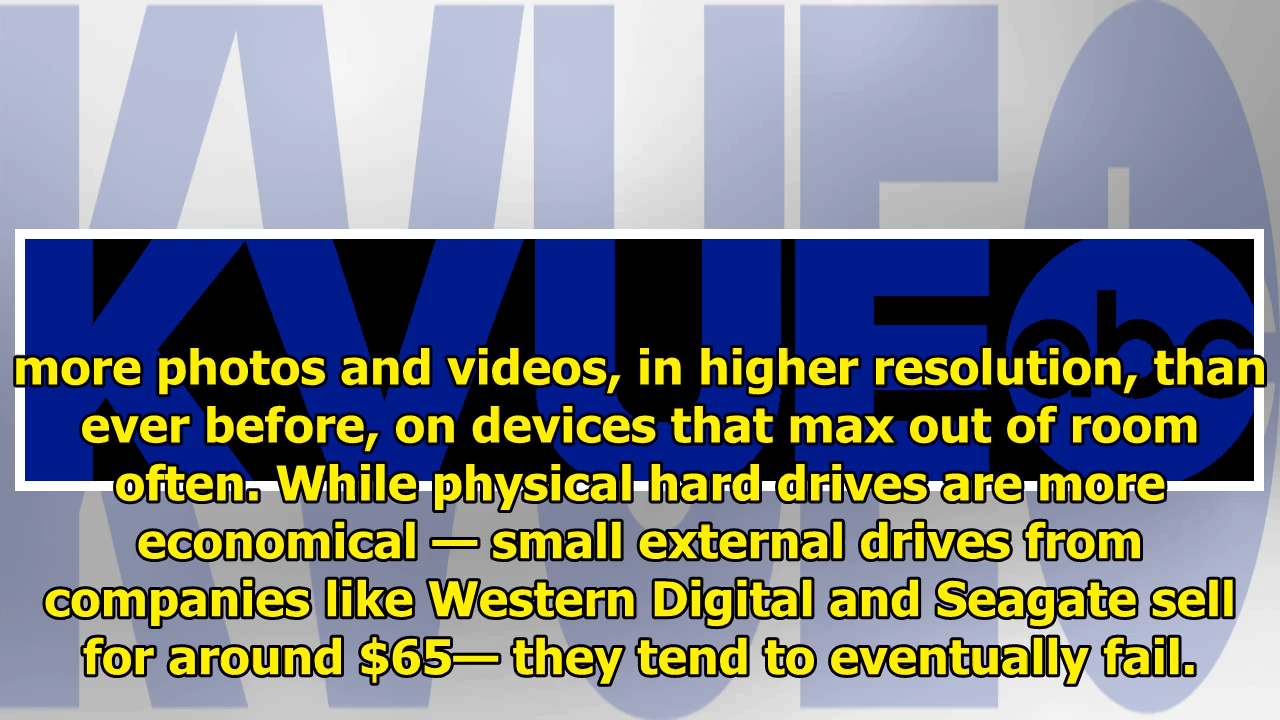 KVUE abc
more photos and videos, in higher resolution, than
ever before, on devices that max out of room
often. While physical hard drives are more
economical — small external drives from
companies like Western Digital and Seagate sell
for around $65— they tend to eventually fail.